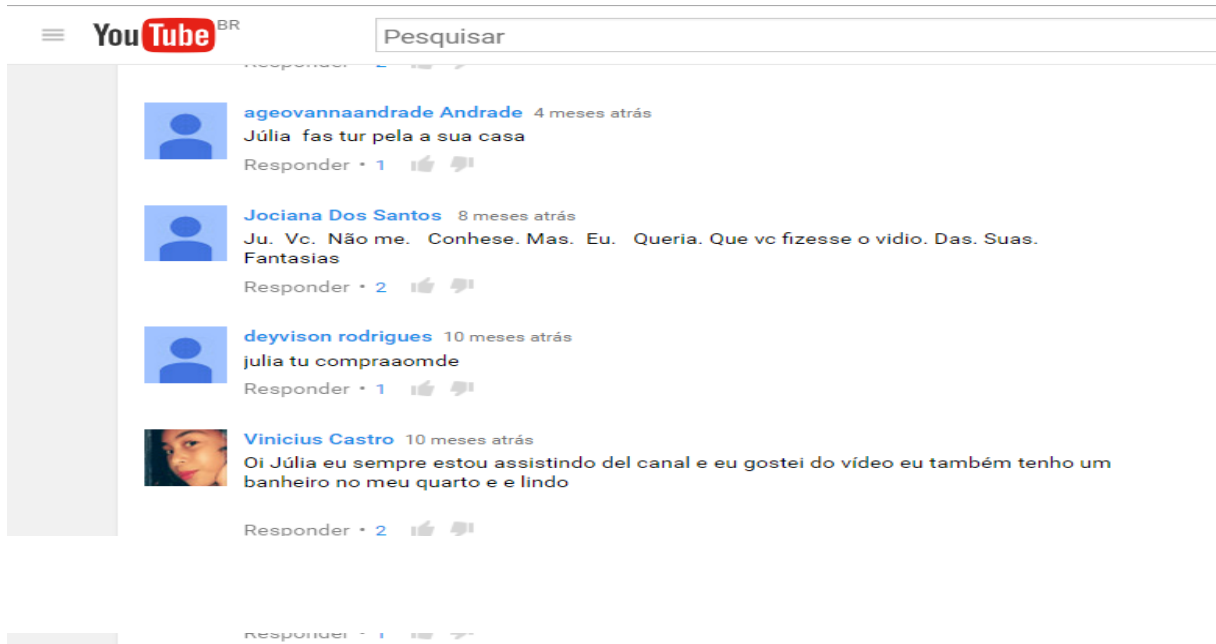 YouTube BR
Pesquisar
Responder 2
ageovannaandrade Andrade 4 meses atrás
Júlia fas tur pela a sua casa
Responder • 1
Jociana Dos Santos 8 meses atrás
Ju. Vc. Não me. Conhese. Mas. Eu. Queria. Que vc fizesse o vidio. Das. Suas.
Fantasias
Responder • 2
deyvison rodrigues 10 meses atrás
julia tu compraaomde
Responder • 1
Vinicius Castro 10 meses atrás
Oi Júlia eu sempre estou assistindo del canal e eu gostei do vídeo eu também tenho um
banheiro no meu quarto e e lindo
Responder • 2
Responder • 1